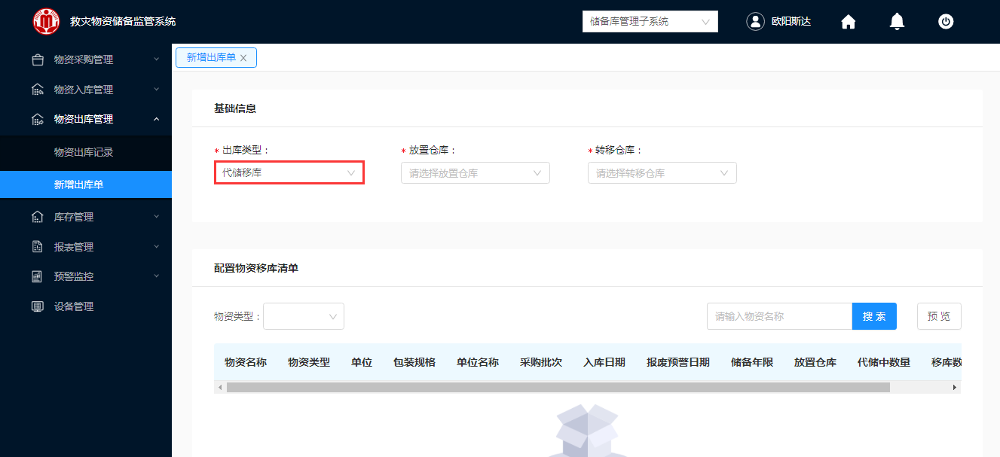 救灾物资储备监管系统
储备库管理子系统
欧阳斯达
物资采购管理
物资入库管理
物资出库管理
物资出库记录
新增出库单
库存管理
报表管理
预警监控
设备管理
新增出库单 X
基础信息
* 出库类型：
* 放置仓库：
* 转移仓库：
代储移库
请选择放置仓库
请选择转移仓库
配置物资移库清单
物资类型：
请输入物资名称
搜 索
预 览
物资名称 物资类型 单位 包装规格 单位名称 采购批次 入库日期 报废预警日期 储备年限 放置仓库 代储中数量 移库数